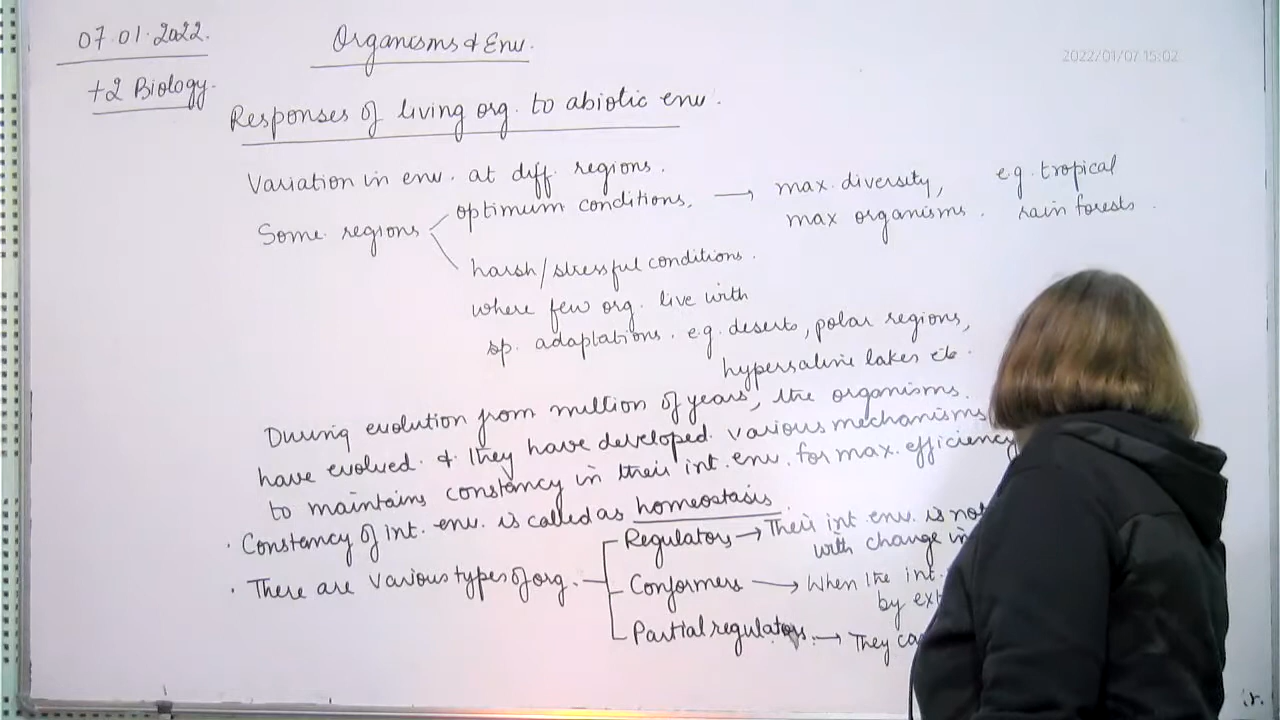 07.01.2022.
Organisms & Env.
2022/01/07 15:02
+2 Biology.
Responses of living org. to abiotic env.
Variation in env. at diff. regions.
Some regions
optimum conditions. → max. diversity, e.g. tropical
max organisms. rain forests.
harsh/stressful conditions.
where few org. live with
sp. adaptations. e.g. deserts, polar regions,
hypersaline lakes etc.
During evolution from million of years, the organisms.
have evolved. & they have developed. various mechanisms
to maintains constancy in their int. env. for max. efficiency
· Constancy of int. env. is called as homeostasis
· There are various types of org.
Regulators → Their int env. is
with change in
Conformers → When the int.
by
Partial regulators. → They